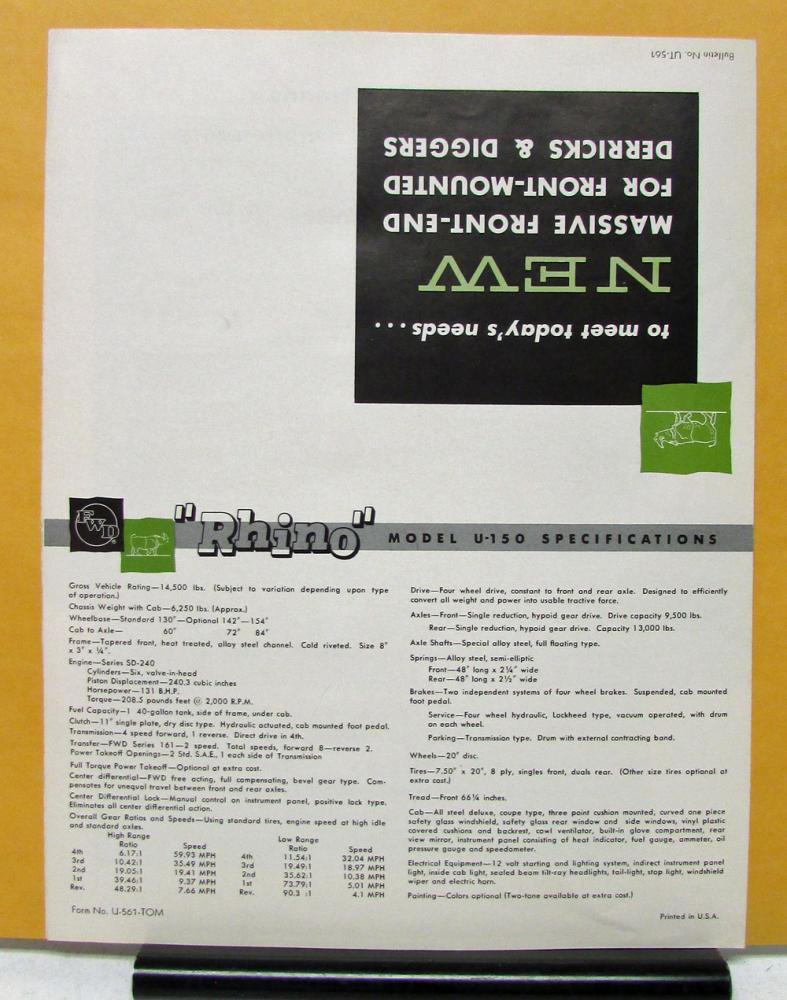 Bulletin No. UT-561
to meet today's needs...
NEW
MASSIVE FRONT-END
FOR FRONT-MOUNTED
DERRICKS & DIGGERS
FWD
"Rhino"
MODEL U-150 SPECIFICATIONS
Gross Vehicle Rating—14,500 lbs. (Subject to variation depending upon type
of operation.)
Chassis Weight with Cab—6,250 lbs. (Approx.)
Wheelbase—Standard 130"—Optional 142"—154"
Cab to Axle— 60" 72" 84"
Frame—Tapered front, heat treated, alloy steel channel. Cold riveted. Size 8"
x 3" x ¼".
Engine—Series SD-240
Cylinders—Six, valve-in-head
Piston Displacement—240.3 cubic inches
Horsepower—131 B.H.P.
Torque—208.5 pounds feet @ 2,000 R.P.M.
Fuel Capacity—1 40-gallon tank, side of frame, under cab.
Clutch—11" single plate, dry disc type. Hydraulic actuated, cab mounted foot pedal.
Transmission—4 speed forward, 1 reverse. Direct drive in 4th.
Transfer—FWD Series 161—2 speed. Total speeds, forward 8—reverse 2.
Power Takeoff Openings—2 Std. S.A.E., 1 each side of Transmission
Full Torque Power Takeoff—Optional at extra cost.
Center differential—FWD free acting, full compensating, bevel gear type. Com-
pensates for unequal travel between front and rear axles.
Center Differential Lock—Manual control on instrument panel, positive lock type.
Eliminates all center differential action.
Overall Gear Ratios and Speeds—Using standard tires, engine speed at high idle
and standard axles.
High Range Low Range
Ratio Speed Ratio Speed
4th 6.17:1 59.93 MPH 4th 11.54:1 32.04 MPH
3rd 10.42:1 35.49 MPH 3rd 19.49:1 18.97 MPH
2nd 19.05:1 19.41 MPH 2nd 35.62:1 10.38 MPH
1st 39.46:1 9.37 MPH 1st 73.79:1 5.01 MPH
Rev. 48.29:1 7.66 MPH Rev. 90.3 :1 4.1 MPH
Form No. U-561-TOM
Drive—Four wheel drive, constant to front and rear axle. Designed to efficiently
convert all weight and power into usable tractive force.
Axles—Front—Single reduction, hypoid gear drive. Drive capacity 9,500 lbs.
Rear—Single reduction, hypoid gear drive. Capacity 13,000 lbs.
Axle Shafts—Special alloy steel, full floating.
Springs—Alloy steel, semi-elliptic
Front—48" long x 2¼" wide
Rear—48" long x 2½" wide
Brakes—Two independent systems of four wheel brakes. Suspended, cab mounted
foot pedal.
Service—Four wheel hydraulic, Lockheed type, vacuum operated, with drum
on each wheel.
Parking—Transmission type. Drum with external contracting band.
Wheels—20" disc.
Tires—7.50" x 20", 8 ply, singles front, duals rear. (Other size tires optional at
extra cost.)
Tread—Front 66¼ inches.
Cab—All steel deluxe, coupe type, three point cushion mounted, curved one piece
safety glass windshield, safety glass rear window and side windows, vinyl plastic
covered cushions and backrest, cowl ventilator, built-in glove compartment, rear
view mirror, instrument panel consisting of heat indicator, fuel gauge, ammeter, oil
pressure gauge and speedometer.
Electrical Equipment—12 volt starting and lighting system, indirect instrument panel
light, inside cab light, sealed beam tilt-ray headlights, tail-light, stop light, windshield
wiper and electric horn.
Painting—Colors optional (Two-tone available at extra cost.)
Printed in U.S.A.